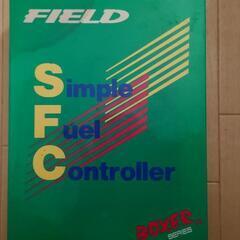 FIELD
Simple
Fuel
Controller
BOXER
SERIES